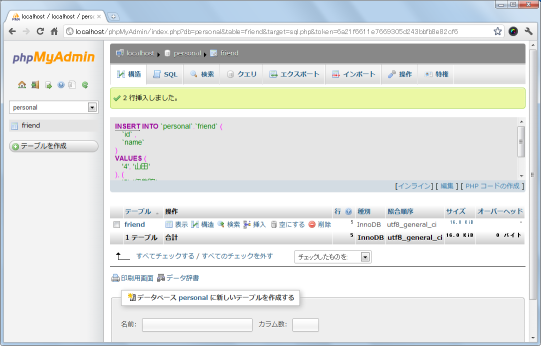 localhost / localhost / perso
localhost/phpMyAdmin/index.php?db=personal&table=friend&target=sql.php&token=
phpMyAdmin
localhost ▸ personal ▸ friend
構造 SQL 検索 クエリ エクスポート インポート 操作 特権
2 行挿入しました。
personal
friend
テーブルを作成
INSERT INTO `personal`.`friend` (
`id` ,
`name`
)
VALUES (
'4', '山田'
), (
[インライン] [ 編集 ] [ PHP コードの作成 ]
テーブル 操作 行 種別 照合順序 サイズ オーバーヘッド
friend 表示 構造 検索 挿入 空にする 削除 5 InnoDB utf8_general_ci 16.0 KiB -
1 テーブル 合計 5 InnoDB utf8_general_ci 16.0 KiB 0 バイト
すべてチェックする / すべてのチェックを外す チェックしたものを:
印刷用画面 データ辞書
データベース personal に新しいテーブルを作成する
名前: カラム数: